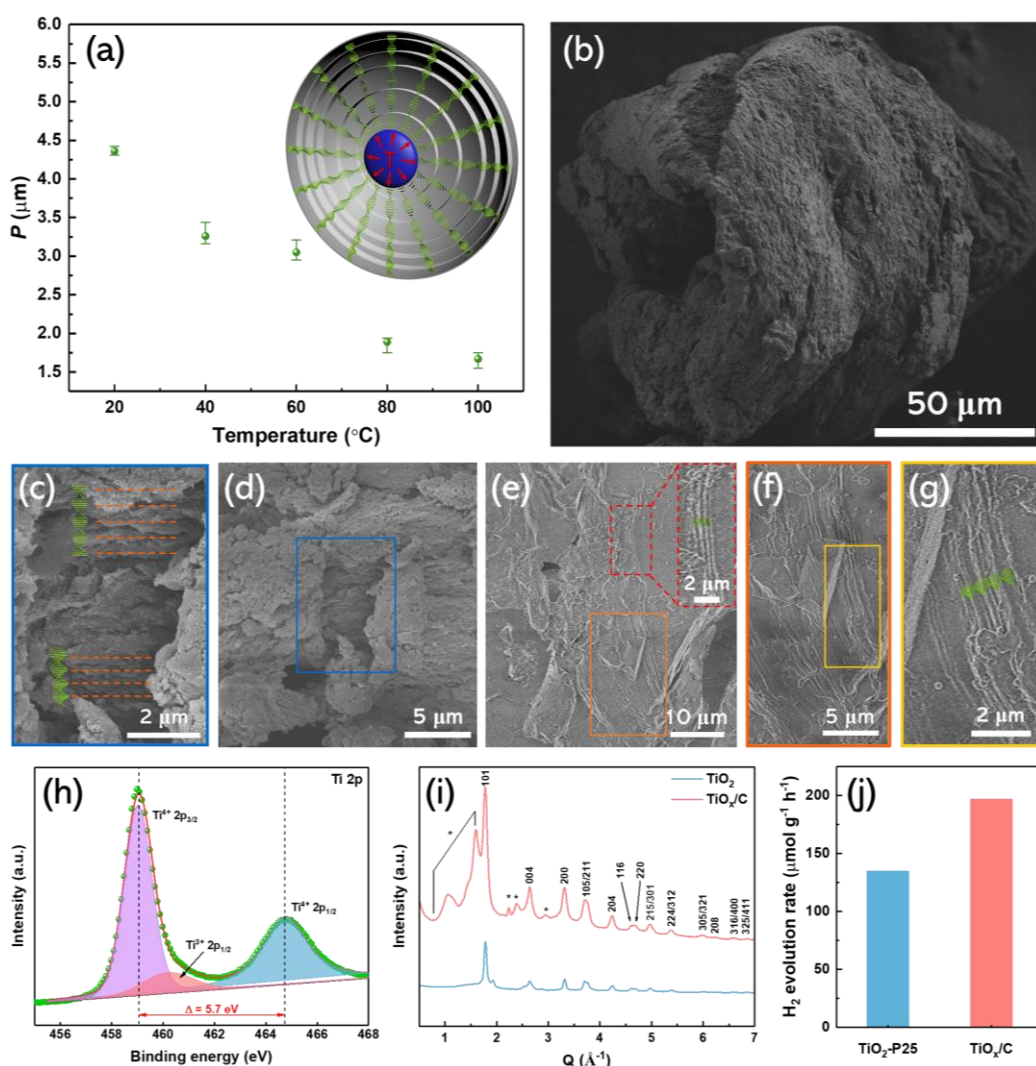 (a)
P (μm)
6.0
5.5
5.0
4.5
4.0
3.5
3.0
2.5
2.0
1.5
20 40 60 80 100
Temperature (°C)
(b)
50 μm
(c)
2 μm
(d)
5 μm
(e)
2 μm
10 μm
(f)
5 μm
(g)
2 μm
(h)
Ti 2p
Ti⁴⁺ 2p₃/₂
Ti³⁺ 2p₁/₂
Ti⁴⁺ 2p₁/₂
Δ = 5.7 eV
Intensity (a.u.)
454 456 458 460 462 464 466 468
Binding energy (eV)
(i)
TiO₂
TiOₓ/C
Intensity (a.u.)
*
* *
*
101
004
200
105/211
204
116
220
215/301
224/312
305/321
208
316/400
325/411
1 2 3 4 5 6 7
Q (Å⁻¹)
(j)
H₂ evolution rate (μmol g⁻¹ h⁻¹)
200
150
100
50
0
TiO₂-P25 TiOₓ/C